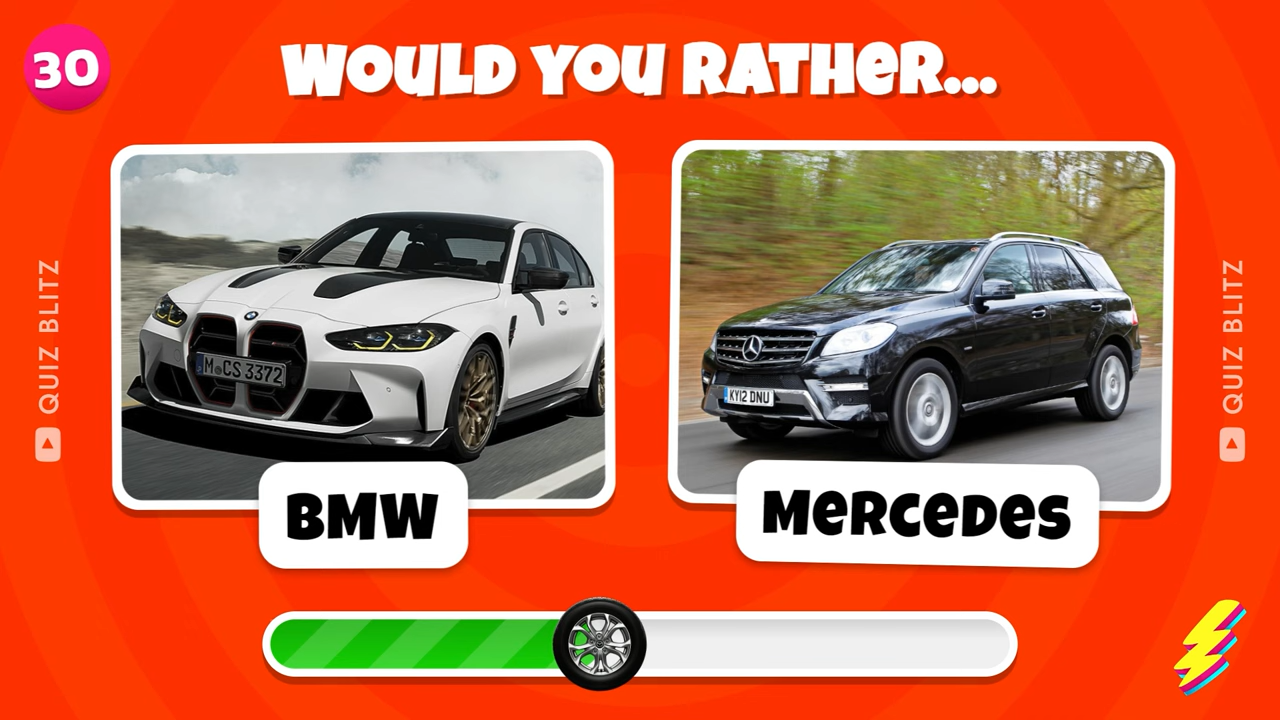 30
WOULD YOU RATHER...
QUIZ BLITZ
M CS 3372
KY12 DNU
QUIZ BLITZ
BMW
MERCEDES